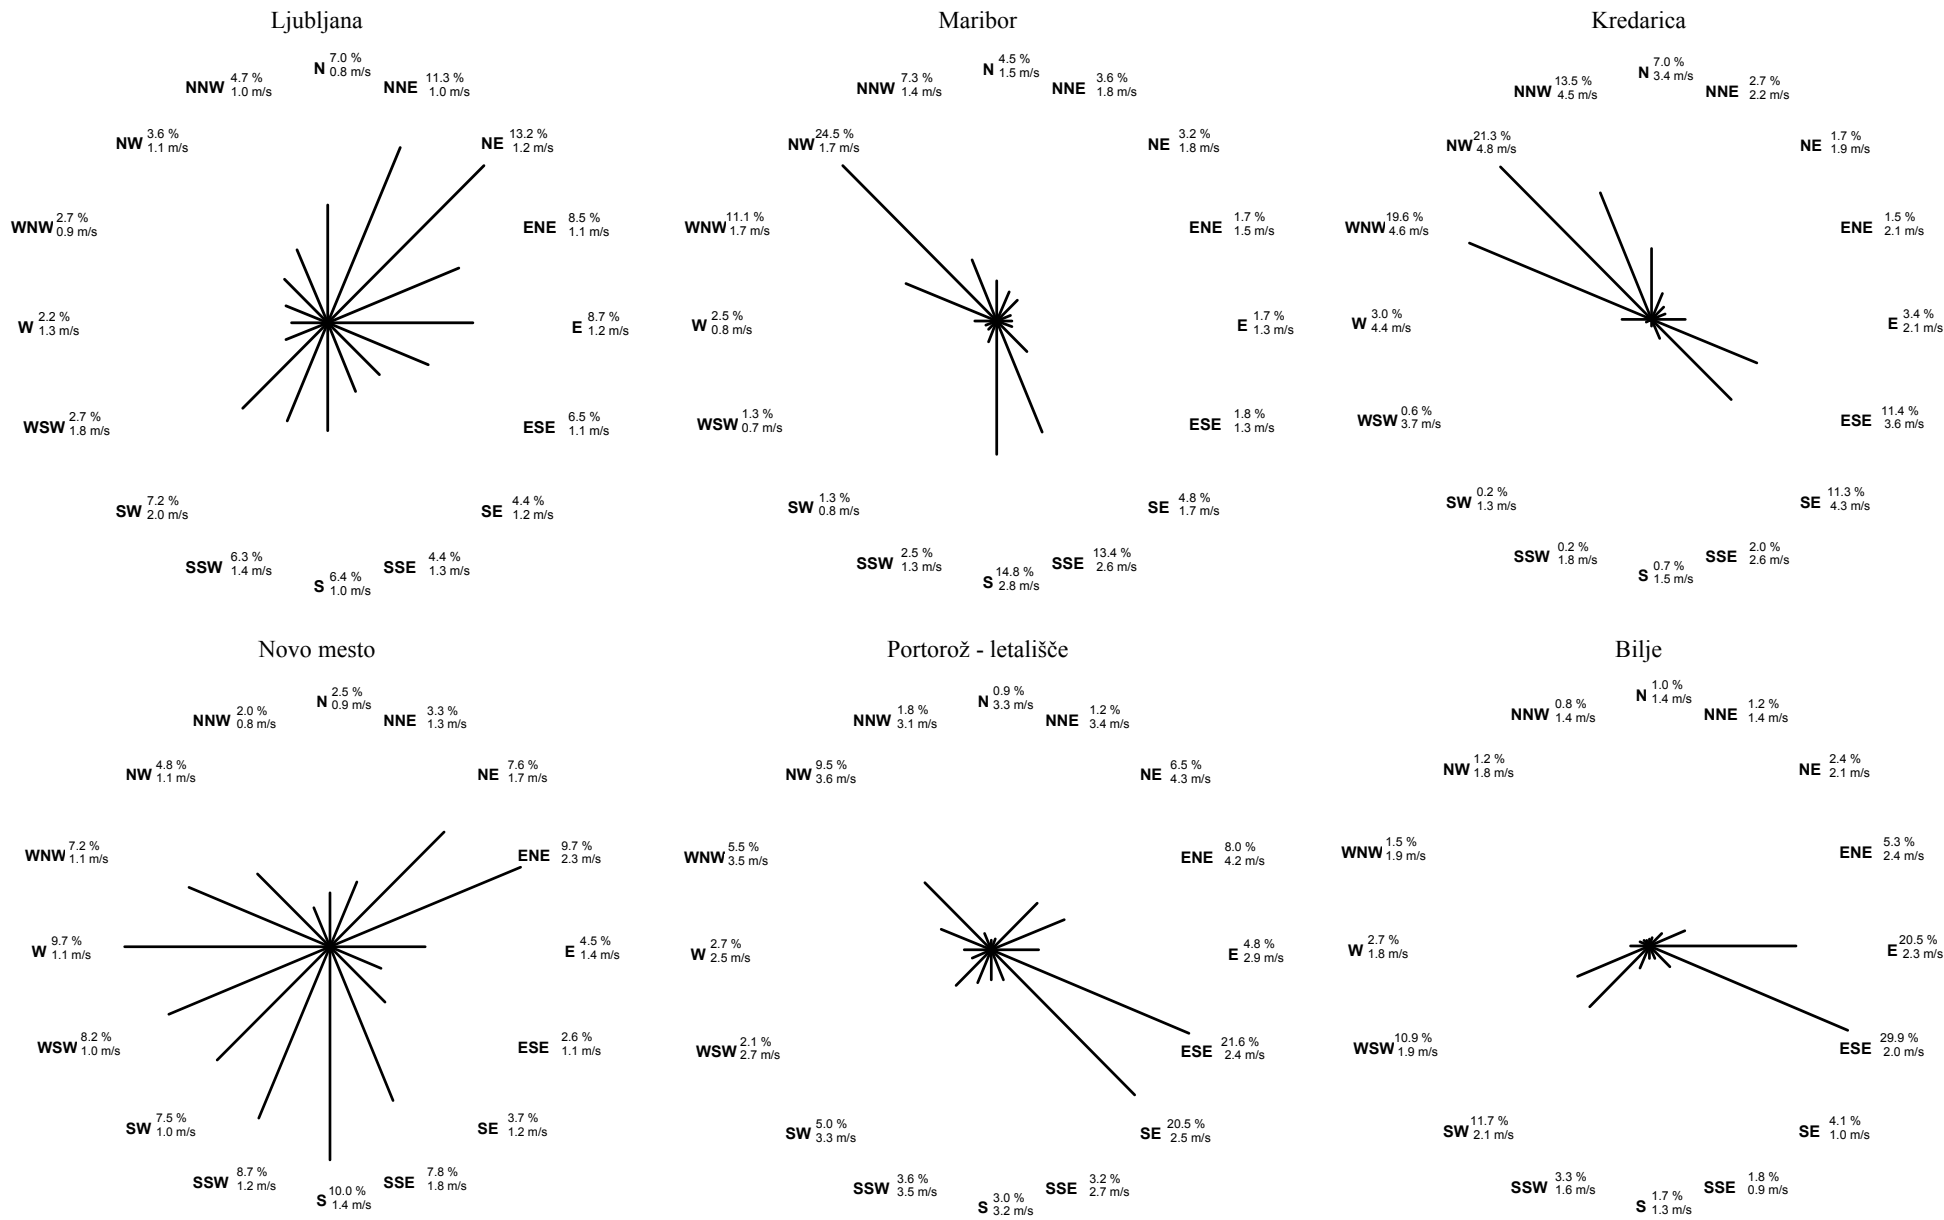 Ljubljana
N 7.0 %
0.8 m/s
NNE 11.3 %
1.0 m/s
NE 13.2 %
1.2 m/s
ENE 8.5 %
1.1 m/s
E 8.7 %
1.2 m/s
ESE 6.5 %
1.1 m/s
SE 4.4 %
1.2 m/s
SSE 4.4 %
1.3 m/s
S 6.4 %
1.0 m/s
SSW 6.3 %
1.4 m/s
SW 7.2 %
2.0 m/s
WSW 2.7 %
1.8 m/s
W 2.2 %
1.3 m/s
WNW 2.7 %
0.9 m/s
NW 3.6 %
1.1 m/s
NNW 4.7 %
1.0 m/s
Maribor
N 4.5 %
1.5 m/s
NNE 3.6 %
1.8 m/s
NE 3.2 %
1.8 m/s
ENE 1.7 %
1.5 m/s
E 1.7 %
1.3 m/s
ESE 1.8 %
1.3 m/s
SE 4.8 %
1.7 m/s
SSE 13.4 %
2.6 m/s
S 14.8 %
2.8 m/s
SSW 2.5 %
1.3 m/s
SW 1.3 %
0.8 m/s
WSW 1.3 %
0.7 m/s
W 2.5 %
0.8 m/s
WNW 11.1 %
1.7 m/s
NW 24.5 %
1.7 m/s
NNW 7.3 %
1.4 m/s
Kredarica
N 7.0 %
3.4 m/s
NNE 2.7 %
2.2 m/s
NE 1.7 %
1.9 m/s
ENE 1.5 %
2.1 m/s
E 3.4 %
2.1 m/s
ESE 11.4 %
3.6 m/s
SE 11.3 %
4.3 m/s
SSE 2.0 %
2.6 m/s
S 0.7 %
1.5 m/s
SSW 0.2 %
1.8 m/s
SW 0.2 %
1.3 m/s
WSW 0.6 %
3.7 m/s
W 3.0 %
4.4 m/s
WNW 19.6 %
4.6 m/s
NW 21.3 %
4.8 m/s
NNW 13.5 %
4.5 m/s
Novo mesto
N 2.5 %
0.9 m/s
NNE 3.3 %
1.3 m/s
NE 7.6 %
1.7 m/s
ENE 9.7 %
2.3 m/s
E 4.5 %
1.4 m/s
ESE 2.6 %
1.1 m/s
SE 3.7 %
1.2 m/s
SSE 7.8 %
1.8 m/s
S 10.0 %
1.4 m/s
SSW 8.7 %
1.2 m/s
SW 7.5 %
1.0 m/s
WSW 8.2 %
1.0 m/s
W 9.7 %
1.1 m/s
WNW 7.2 %
1.1 m/s
NW 4.8 %
1.1 m/s
NNW 2.0 %
0.8 m/s
Portorož - letališče
N 0.9 %
3.3 m/s
NNE 1.2 %
3.4 m/s
NE 6.5 %
4.3 m/s
ENE 8.0 %
4.2 m/s
E 4.8 %
2.9 m/s
ESE 21.6 %
2.4 m/s
SE 20.5 %
2.5 m/s
SSE 3.2 %
2.7 m/s
S 3.0 %
3.2 m/s
SSW 3.6 %
3.5 m/s
SW 5.0 %
3.3 m/s
WSW 2.1 %
2.7 m/s
W 2.7 %
2.5 m/s
WNW 5.5 %
3.5 m/s
NW 9.5 %
3.6 m/s
NNW 1.8 %
3.1 m/s
Bilje
N 1.0 %
1.4 m/s
NNE 1.2 %
1.4 m/s
NE 2.4 %
2.1 m/s
ENE 5.3 %
2.4 m/s
E 20.5 %
2.3 m/s
ESE 29.9 %
2.0 m/s
SE 4.1 %
1.0 m/s
SSE 1.8 %
0.9 m/s
S 1.7 %
1.3 m/s
SSW 3.3 %
1.6 m/s
SW 11.7 %
2.1 m/s
WSW 10.9 %
1.9 m/s
W 2.7 %
1.8 m/s
WNW 1.5 %
1.9 m/s
NW 1.2 %
1.8 m/s
NNW 0.8 %
1.4 m/s